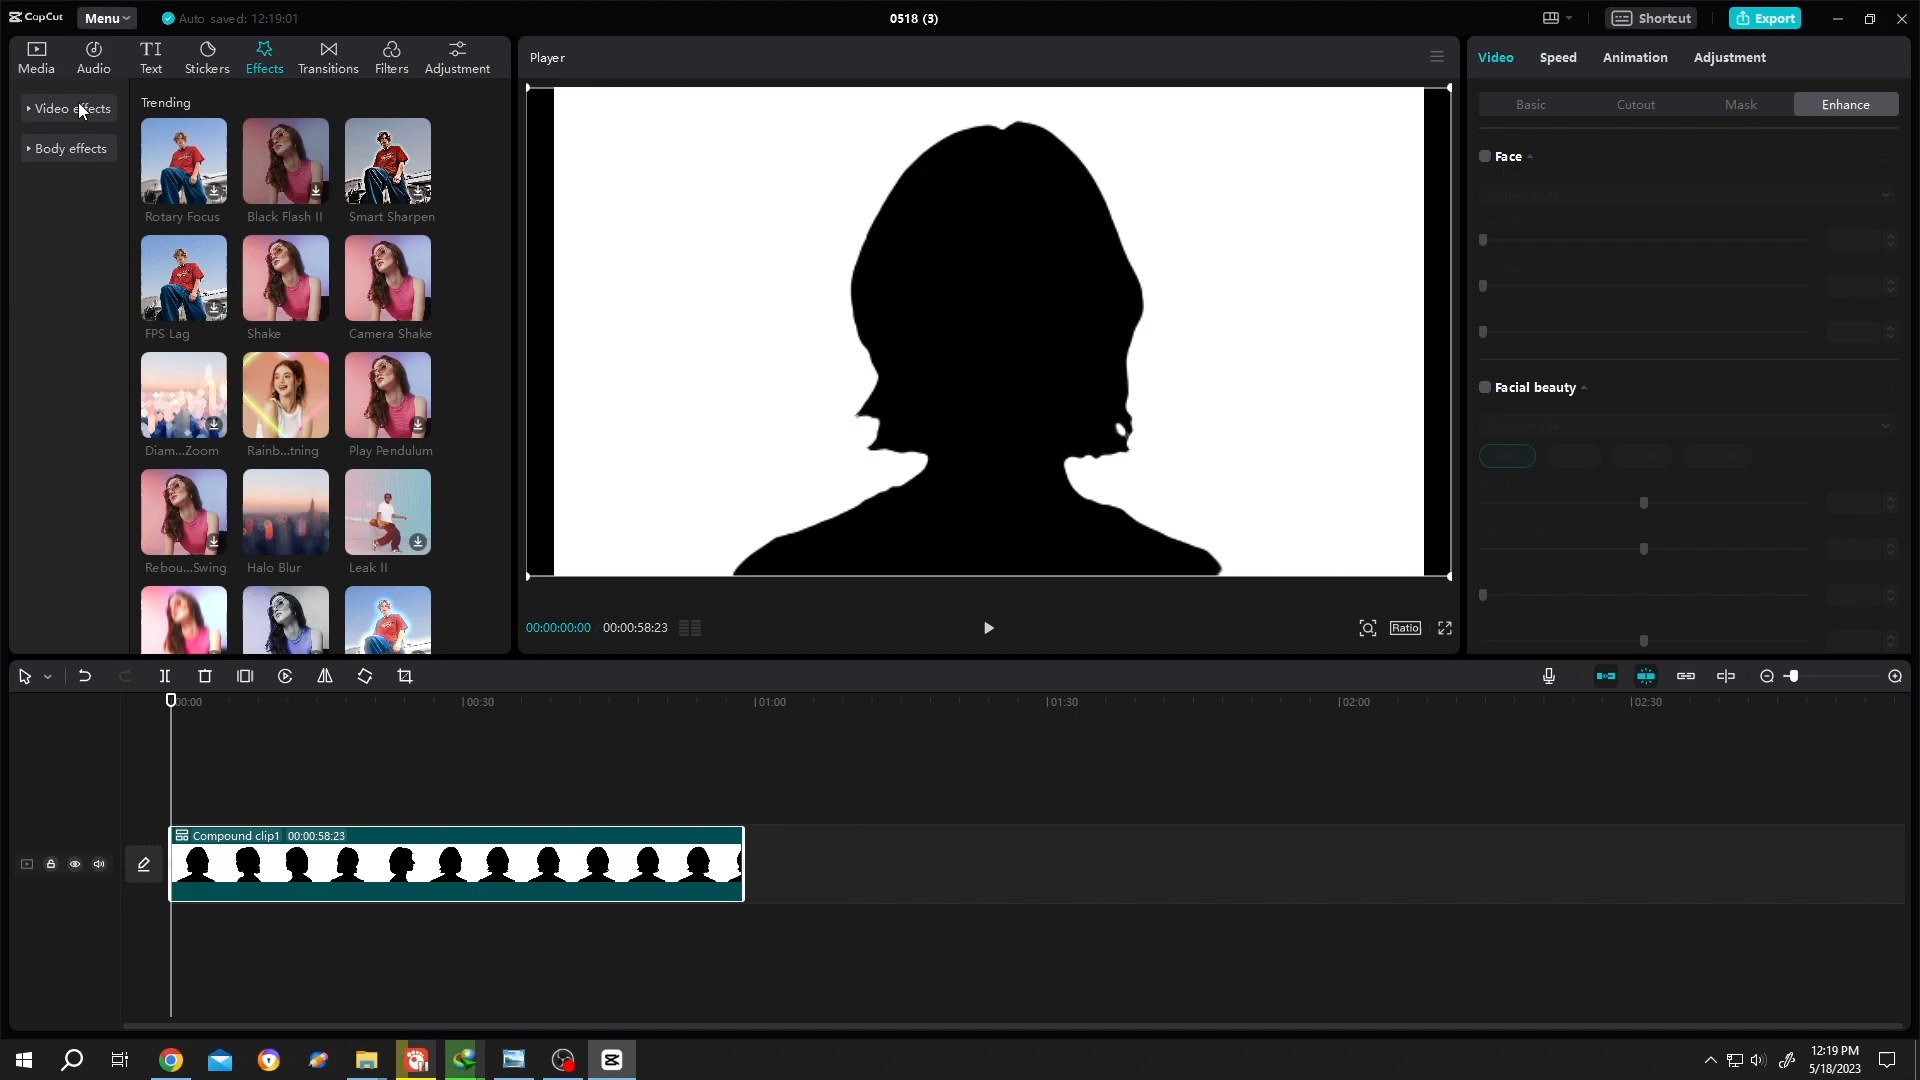 CapCut
Menu
Auto saved: 12:19:01
0518 (3)
Shortcut
Export
Media
Audio
Text
Stickers
Effects
Transitions
Filters
Adjustment
Video effects
Body effects
Trending
Rotary Focus
Black Flash II
Smart Sharpen
FPS Lag
Shake
Camera Shake
Diam...Zoom
Rainb...tning
Play Pendulum
Rebou...Swing
Halo Blur
Leak II
Player
00:00:00:00
00:00:58:23
Ratio
Video
Speed
Animation
Adjustment
Basic
Cutout
Mask
Enhance
Face
Facial beauty
00:00
00:30
01:00
01:30
02:00
02:30
Compound clip1 00:00:58:23
12:19 PM
5/18/2023